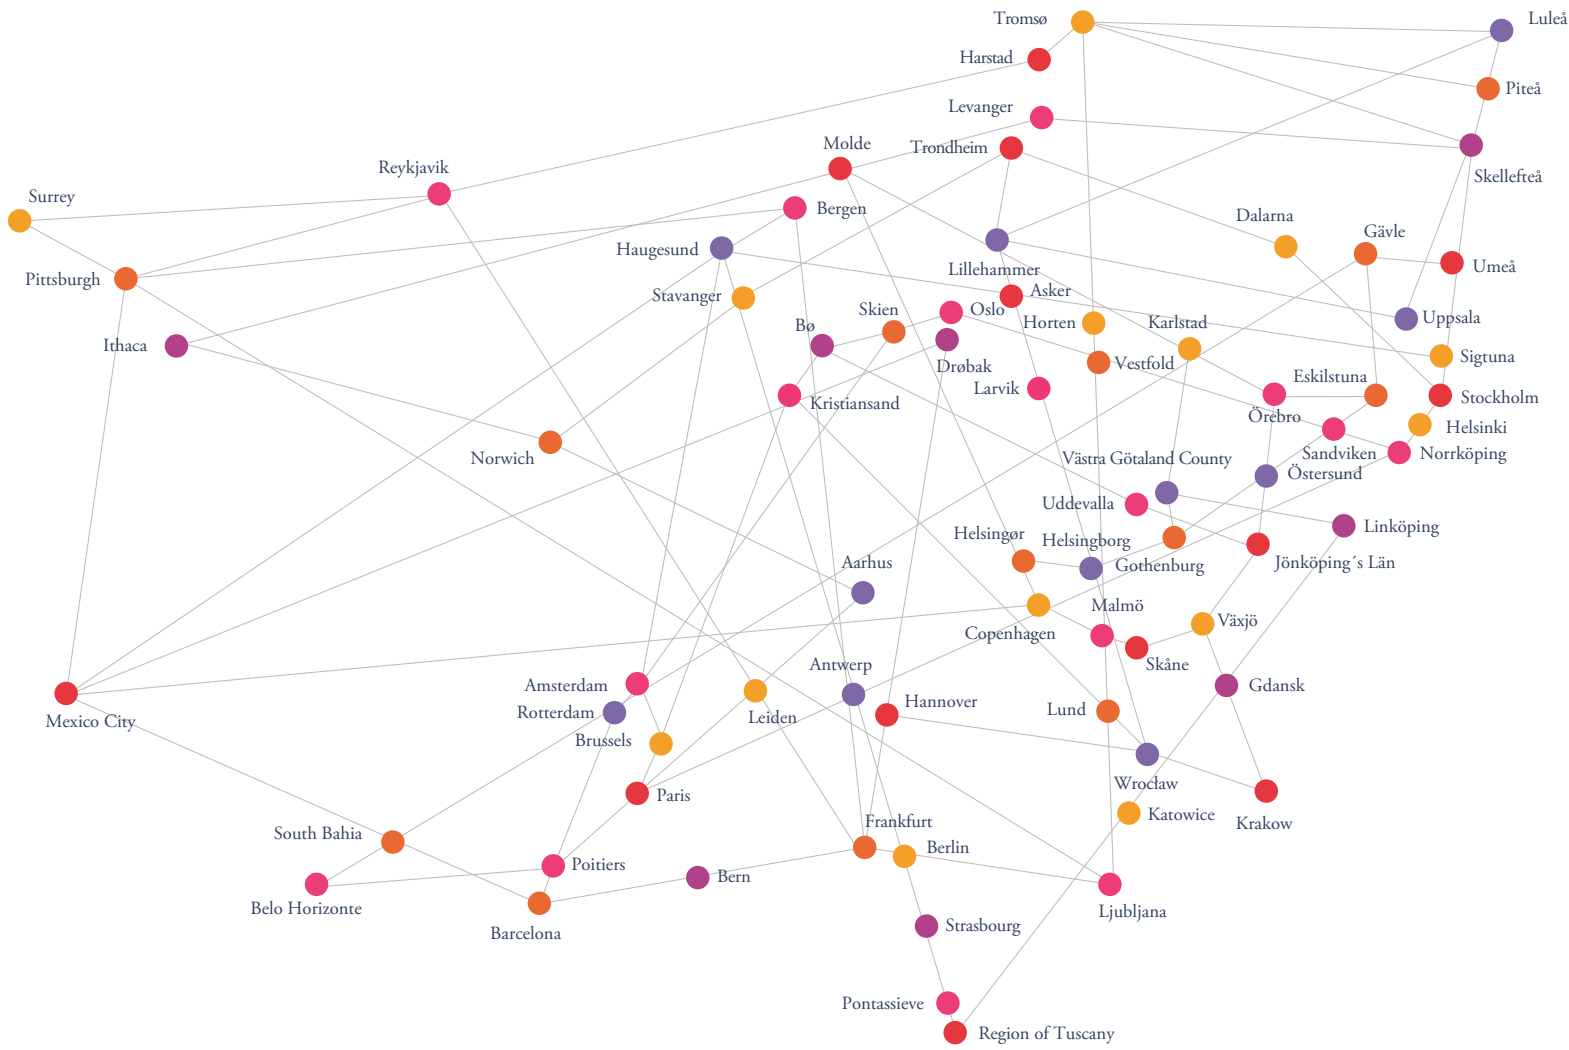 Tromsø
Luleå
Harstad
Piteå
Levanger
Molde
Trondheim
Reykjavik
Skellefteå
Surrey
Bergen
Dalarna
Gävle
Haugesund
Umeå
Lillehammer
Pittsburgh
Stavanger
Asker
Skien
Oslo
Horten
Karlstad
Uppsala
Bø
Ithaca
Sigtuna
Drøbak
Vestfold
Eskilstuna
Larvik
Stockholm
Kristiansand
Örebro
Helsinki
Norwich
Västra Götaland County
Sandviken
Norrköping
Östersund
Uddevalla
Linköping
Helsingør
Helsingborg
Aarhus
Gothenburg
Jönköping´s Län
Malmö
Växjö
Copenhagen
Skåne
Antwerp
Amsterdam
Gdansk
Hannover
Rotterdam
Leiden
Lund
Mexico City
Brussels
Wrocław
Paris
Katowice
Krakow
Frankfurt
South Bahia
Berlin
Poitiers
Bern
Belo Horizonte
Ljubljana
Barcelona
Strasbourg
Pontassieve
Region of Tuscany